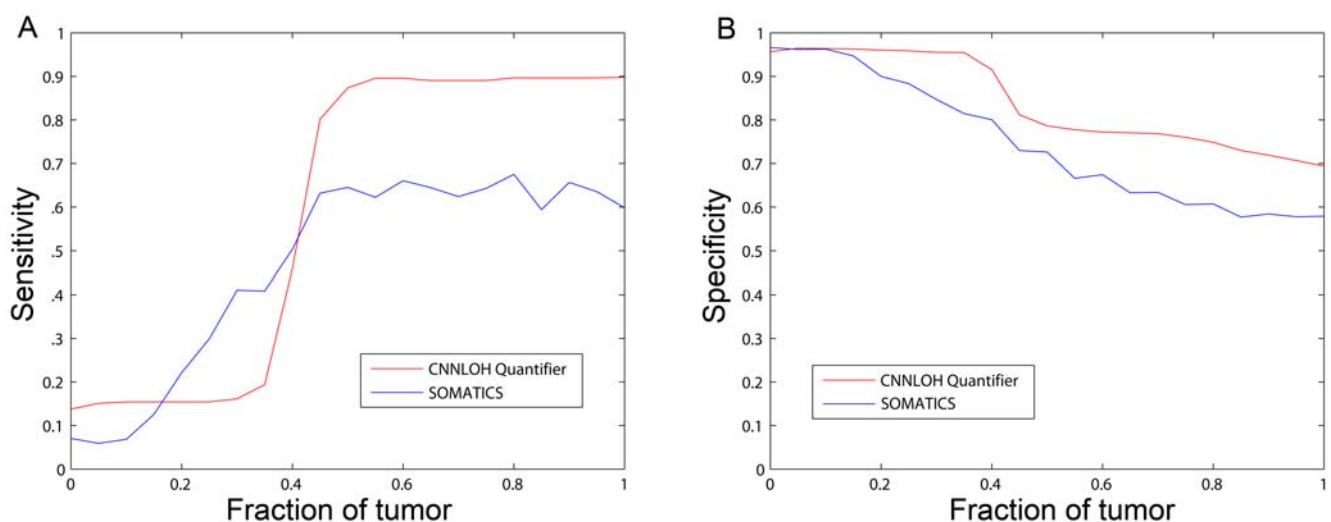 A
1
0.9
0.8
0.7
.6
.5
.4
.3
0.2
0.1
0
Sensitivity
CNNLOH Quantifier
SOMATICS
0 0.2 0.4 0.6 0.8 1
Fraction of tumor
B
1
0.9
0.8
0.7
0.6
0.5
0.4
0.3
0.2
0.1
0
Specificity
CNNLOH Quantifier
SOMATICS
0 0.2 0.4 0.6 0.8 1
Fraction of tumor